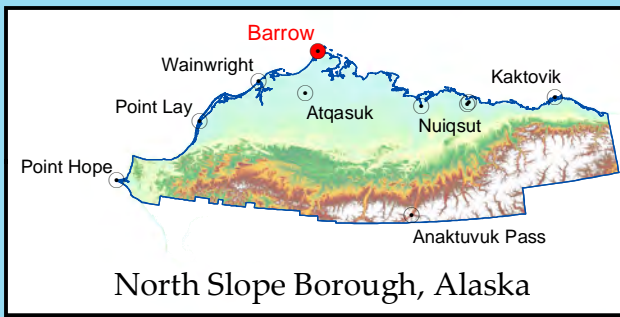 Barrow
Wainwright
Kaktovik
Point Lay
Atqasuk
Nuiqsut
Point Hope
Anaktuvuk Pass
North Slope Borough, Alaska